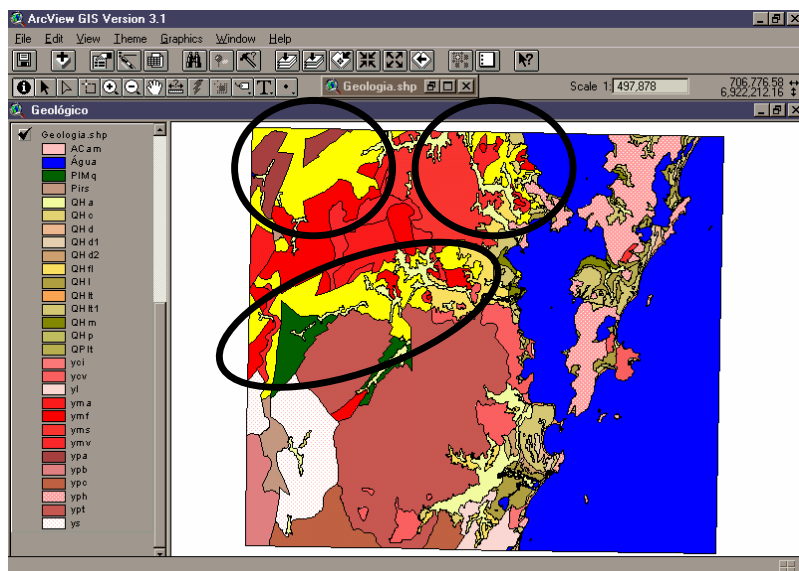 ArcView GIS Version 3.1
File Edit View Theme Graphics Window Help
Geologia.shp
Scale 1: 497,878
706,776.58
6,922,212.16
Geológico
Geologia.shp
ACam
Água
PIMq
Pirs
QHa
QHc
QHd
QHd1
QHd2
QHfl
QHl
QHlt
QHlt1
QHm
QHp
QPlt
yci
ycv
yl
yma
ymf
yms
ymv
ypa
ypb
ypc
yph
ypt
ys